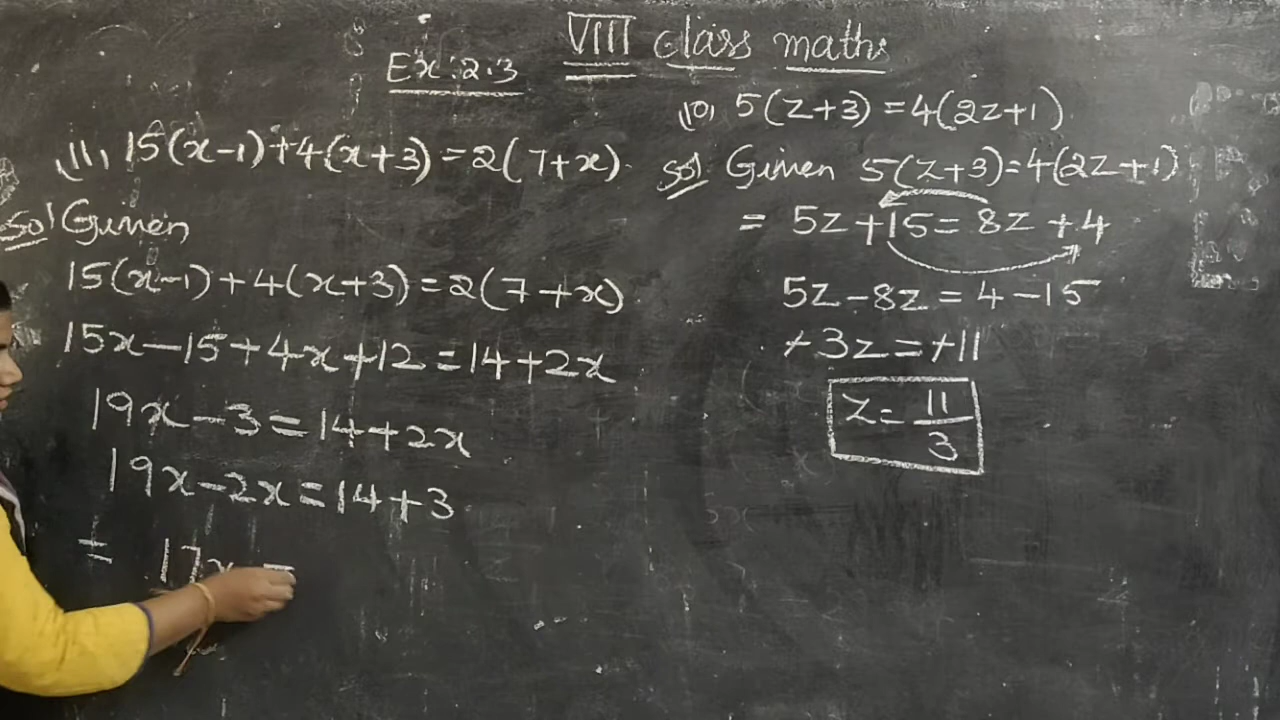 VIII class maths
Ex:2.3
11) 15(x-1)+4(x+3)=2(7+x).
Sol Given
15(x-1)+4(x+3)=2(7+x)
15x-15+4x+12=14+2x
19x-3=14+2x
19x-2x=14+3
= 17x =
10) 5(z+3)=4(2z+1)
Sol Given 5(z+3)=4(2z+1)
= 5z+15=8z+4
5z-8z=4-15
+3z=+11
z=11/3